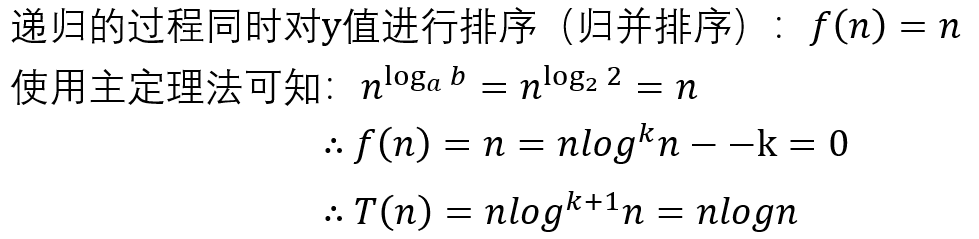 递归的过程同时对y值进行排序（归并排序）：f(n) = n
使用主定理法可知：n^{log_a b} = n^{log_2 2} = n
∴ f(n) = n = nlog^k n − −k = 0
∴ T(n) = nlog^{k+1} n = nlogn